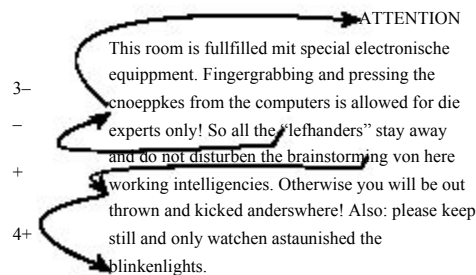 ATTENTION
This room is fullfilled mit special electronische
equippment. Fingergrabbing and pressing the
3–
cnoeppkes from the computers is allowed for die
–
experts only! So all the “lefhanders” stay away
and do not disturben the brainstorming von here
+
working intelligencies. Otherwise you will be out
thrown and kicked anderswhere! Also: please keep
4+
still and only watchen astaunished the
blinkenlights.